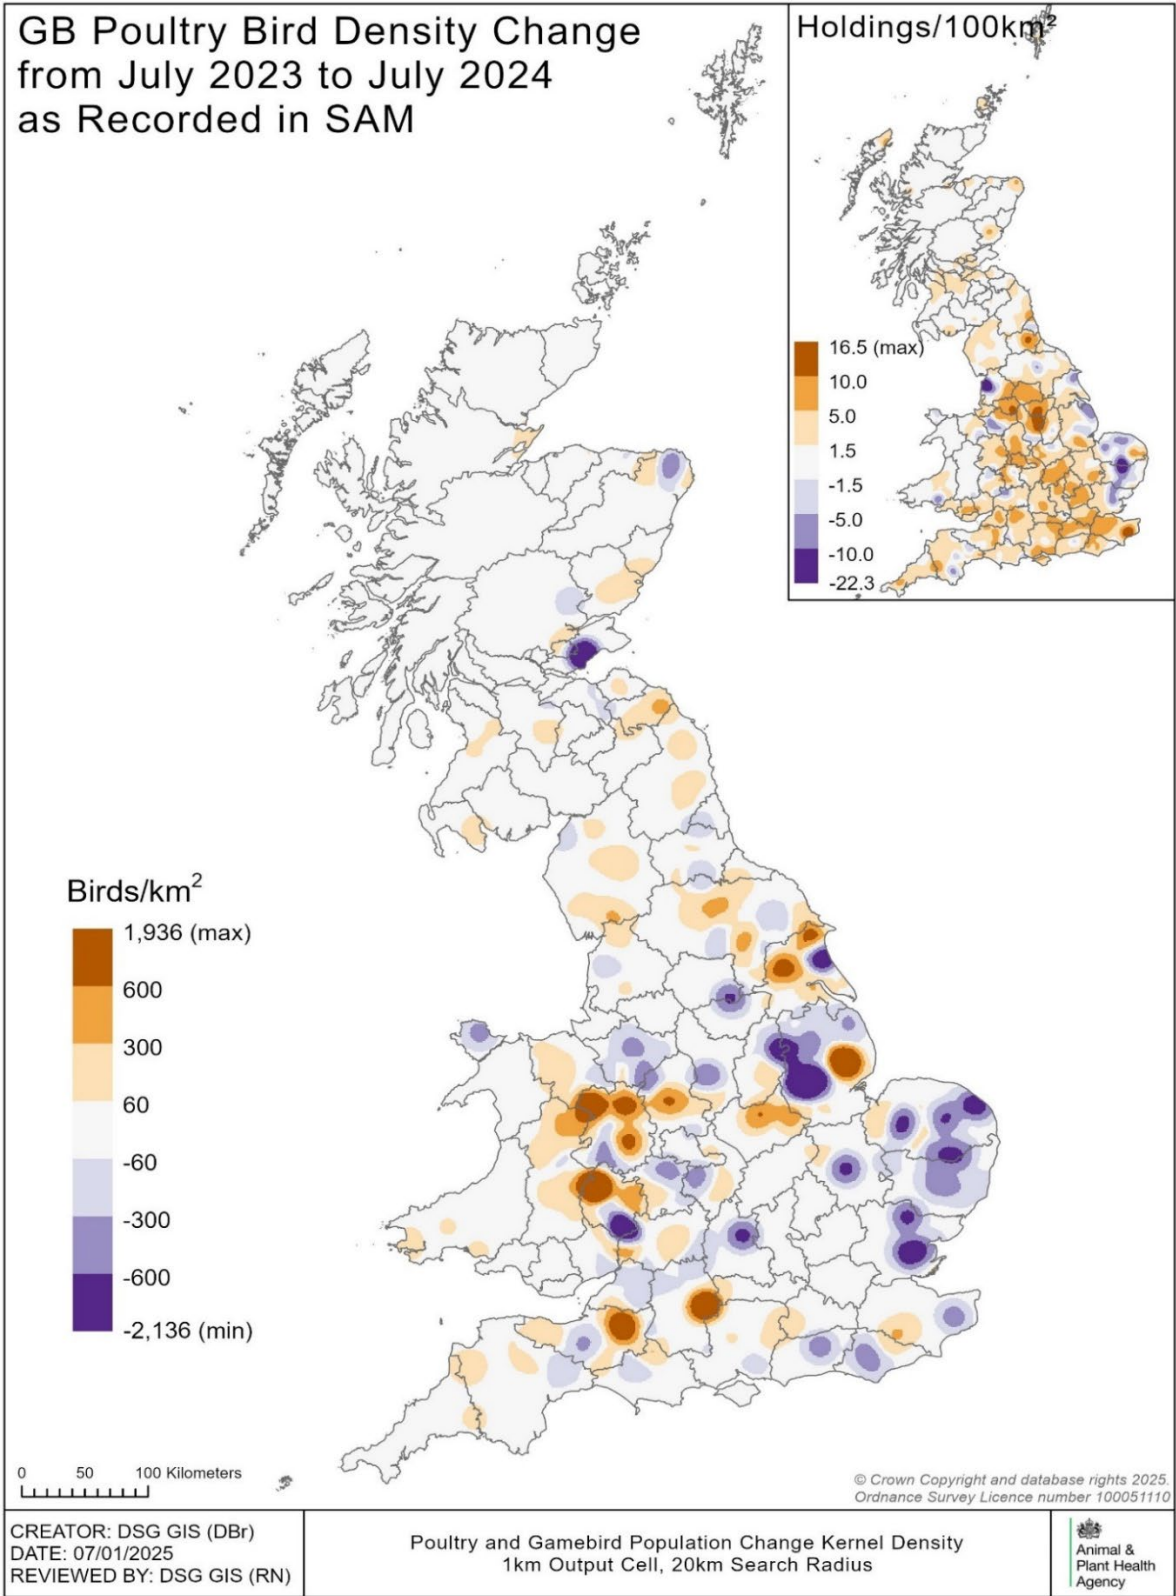 GB Poultry Bird Density Change
from July 2023 to July 2024
as Recorded in SAM
Holdings/100km²
16.5 (max)
10.0
5.0
1.5
-1.5
-5.0
-10.0
-22.3
Birds/km²
1,936 (max)
600
300
60
-60
-300
-600
-2,136 (min)
0 50 100 Kilometers
© Crown Copyright and database rights 2025.
Ordnance Survey Licence number 100051110
CREATOR: DSG GIS (DBr)
DATE: 07/01/2025
REVIEWED BY: DSG GIS (RN)
Poultry and Gamebird Population Change Kernel Density
1km Output Cell, 20km Search Radius
Animal &
Plant Health
Agency